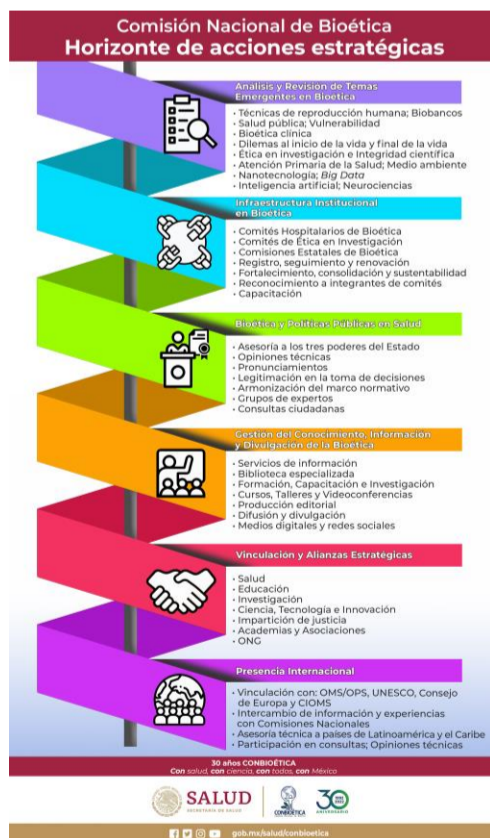 Comisión Nacional de Bioética
Horizonte de acciones estratégicas
Análisis y Revisión de Temas
Emergentes en Bioética
• Técnicas de reproducción humana; Biobancos
• Salud pública; Vulnerabilidad
• Bioética clínica
• Dilemas al inicio de la vida y final de la vida
• Ética en investigación e Integridad científica
• Atención Primaria de la Salud; Medio ambiente
• Nanotecnología; Big Data
• Inteligencia artificial; Neurociencias
Infraestructura Institucional
en Bioética
• Comités Hospitalarios de Bioética
• Comités de Ética en Investigación
• Comisiones Estatales de Bioética
• Registro, seguimiento y renovación
• Fortalecimiento, consolidación y sustentabilidad
• Reconocimiento a integrantes de comités
• Capacitación
Bioética y Políticas Públicas en Salud
• Asesoría a los tres poderes del Estado
• Opiniones técnicas
• Pronunciamientos
• Legitimación en la toma de decisiones
• Armonización del marco normativo
• Grupos de expertos
• Consultas ciudadanas
Gestión del Conocimiento, Información
y Divulgación de la Bioética
• Servicios de información
• Biblioteca especializada
• Formación, Capacitación e Investigación
• Cursos, Talleres y Videoconferencias
• Producción editorial
• Difusión y divulgación
• Medios digitales y redes sociales
Vinculación y Alianzas Estratégicas
• Salud
• Educación
• Investigación
• Ciencia, Tecnología e Innovación
• Impartición de justicia
• Academias y Asociaciones
• ONG
Presencia Internacional
• Vinculación con: OMS/OPS, UNESCO, Consejo
de Europa y CIOMS
• Intercambio de información y experiencias
con Comisiones Nacionales
• Asesoría técnica a países de Latinoamérica y el Caribe
• Participación en consultas; Opiniones técnicas
30 años CONBIOÉTICA
Con salud, con ciencia, con todos, con México
SALUD
SECRETARÍA DE SALUD
CONBIOÉTICA
30
ANIVERSARIO
gob.mx/salud/conbioetica